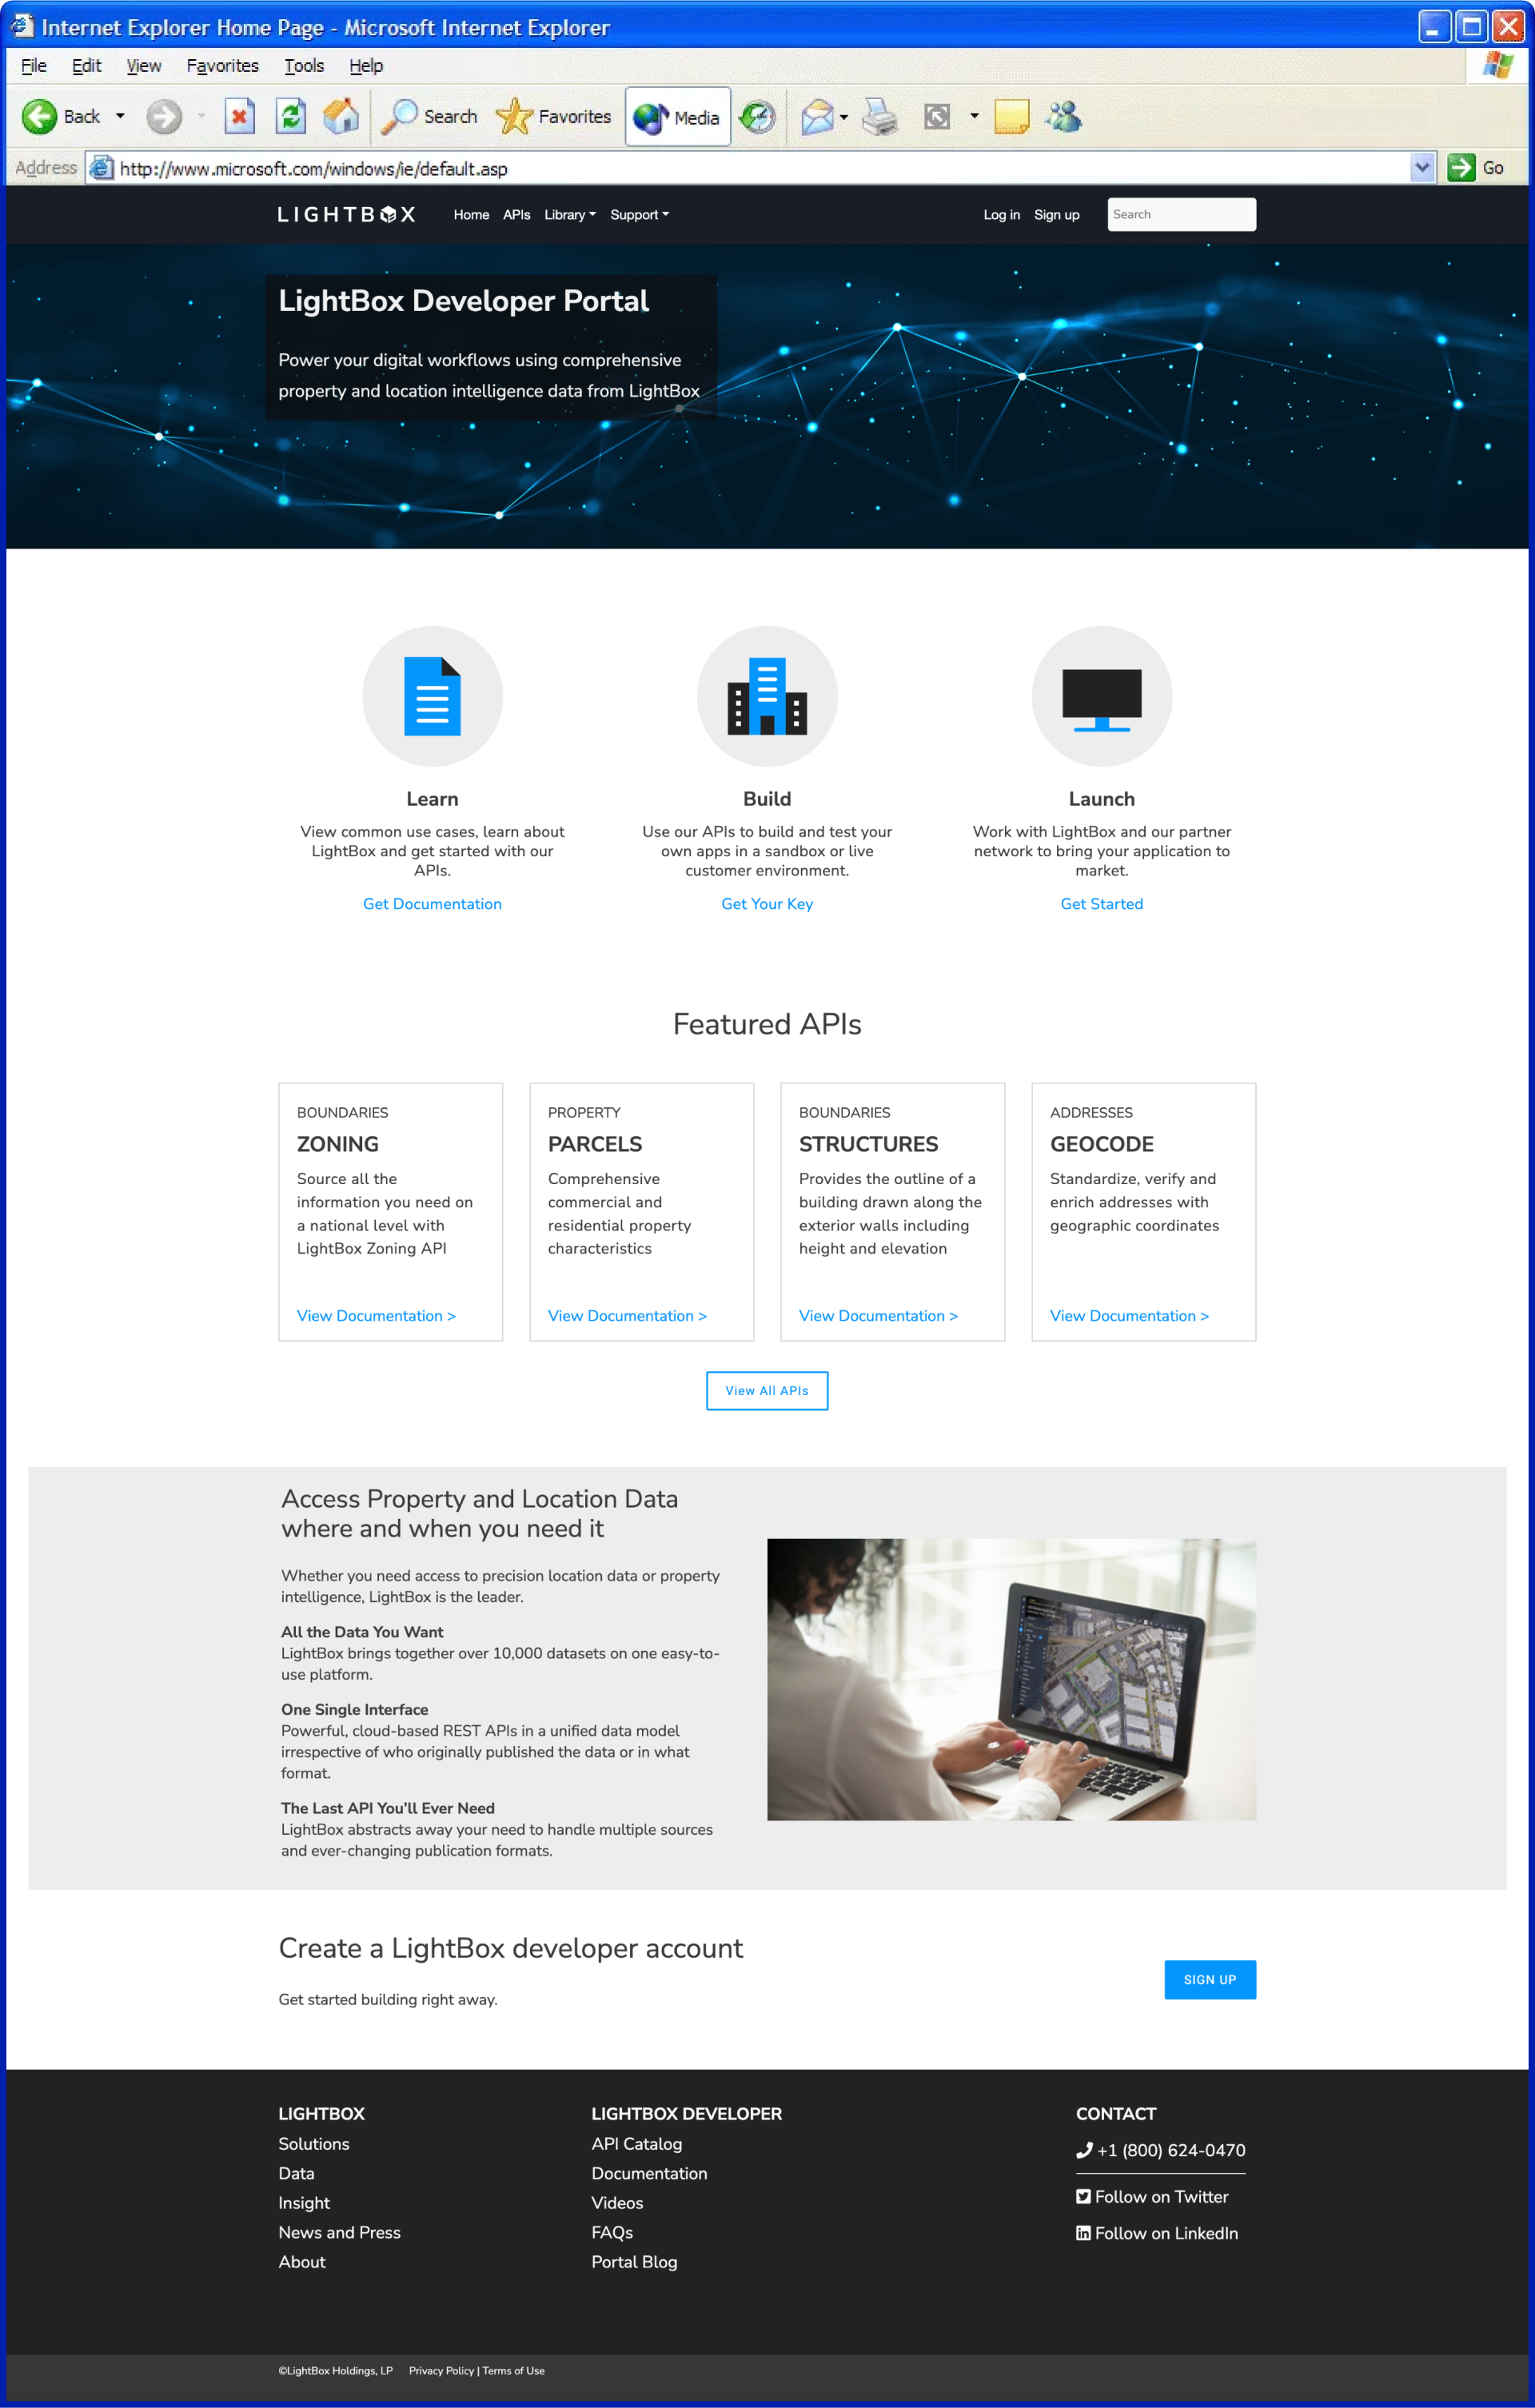 Internet Explorer Home Page - Microsoft Internet Explorer
File Edit View Favorites Tools Help
Back Search Favorites Media
Address http://www.microsoft.com/windows/ie/default.asp Go
LIGHTBOX Home APIs Library Support Log in Sign up Search
LightBox Developer Portal
Power your digital workflows using comprehensive
property and location intelligence data from LightBox
Learn
View common use cases, learn about
LightBox and get started with our
APIs.
Get Documentation
Build
Use our APIs to build and test your
own apps in a sandbox or live
customer environment.
Get Your Key
Launch
Work with LightBox and our partner
network to bring your application to
market.
Get Started
Featured APIs
BOUNDARIES
ZONING
Source all the
information you need on
a national level with
LightBox Zoning API
View Documentation >
PROPERTY
PARCELS
Comprehensive
commercial and
residential property
characteristics
View Documentation >
BOUNDARIES
STRUCTURES
Provides the outline of a
building drawn along the
exterior walls including
height and elevation
View Documentation >
ADDRESSES
GEOCODE
Standardize, verify and
enrich addresses with
geographic coordinates
View Documentation >
View All APIs
Access Property and Location Data
where and when you need it
Whether you need access to precision location data or property
intelligence, LightBox is the leader.
All the Data You Want
LightBox brings together over 10,000 datasets on one easy-to-
use platform.
One Single Interface
Powerful, cloud-based REST APIs in a unified data model
irrespective of who originally published the data or in what
format.
The Last API You'll Ever Need
LightBox abstracts away your need to handle multiple sources
and ever-changing publication formats.
Create a LightBox developer account
Get started building right away.
SIGN UP
LIGHTBOX
Solutions
Data
Insight
News and Press
About
LIGHTBOX DEVELOPER
API Catalog
Documentation
Videos
FAQs
Portal Blog
CONTACT
+1 (800) 624-0470
Follow on Twitter
Follow on LinkedIn
©LightBox Holdings, LP Privacy Policy | Terms of Use